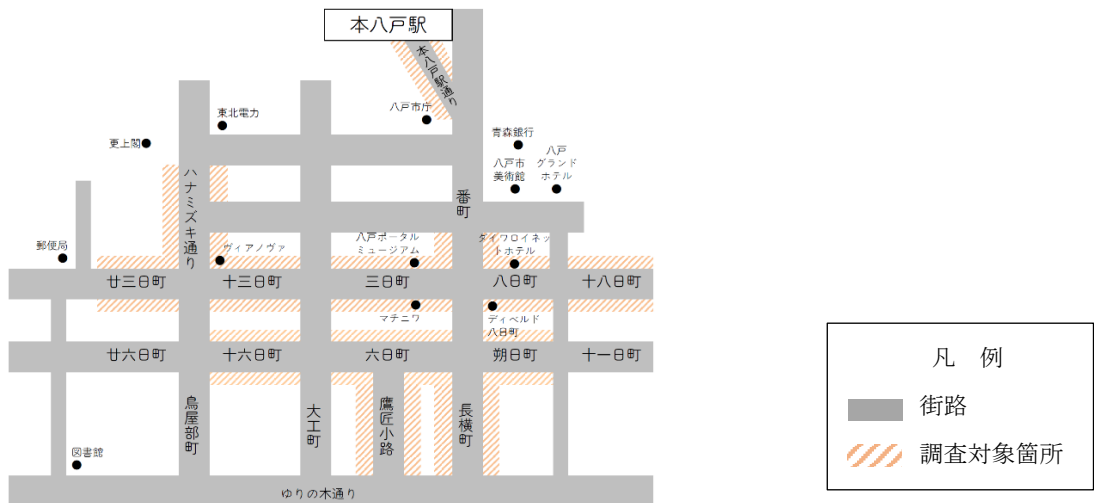 本八戸駅
本八戸駅通り
東北電力
八戸市庁
更上閣
青森銀行
八戸
グランド
ホテル
八戸市
美術館
ハナミズキ通り
番町
郵便局
ヴィアノヴァ
八戸ポータル
ミュージアム
ダイワロイネッ
トホテル
廿三日町
十三日町
三日町
八日町
十八日町
マチニワ
ディベルド
八日町
廿六日町
十六日町
六日町
朔日町
十一日町
鳥屋部町
大工町
鷹匠小路
長横町
図書館
ゆりの木通り
凡 例
街路
調査対象箇所